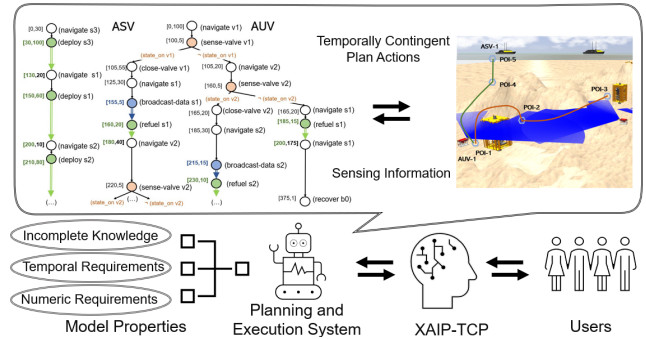 ASV
AUV
[0,30] (navigate s3)
[30,100] (deploy s3)
[130,20] (navigate s1)
[150,60] (deploy s1)
[200,10] (navigate s2)
[210,80] (deploy s2)
(...)
[0,100] (navigate v1)
[100,5] (sense-valve v1)
(state_on v1)
¬ (state_on v1)
[105,55] (close-valve v1)
[125,30] (navigate s1)
[155,5] (broadcast-data s1)
[160,20] (refuel s1)
[180,40] (navigate v2)
[220,5] (sense-valve v2)
(state_on v2)
¬ (state_on v2)
[105,20] (navigate v2)
[160,5] (sense-valve v2)
(state_on v2)
¬ (state_on v2)
[165,20] (close-valve v2)
[185,30] (navigate s2)
[215,15] (broadcast-data s2)
[230,10] (refuel s2)
(...)
[165,20] (navigate s1)
[185,15] (refuel s1)
[200,175] (navigate s1)
[375,1] (recover b0)
Temporally Contingent
Plan Actions
Sensing Information
ASV-1
POI-5
POI-4
POI-3
POI-2
POI-1
AUV-1
Incomplete Knowledge
Temporal Requirements
Numeric Requirements
Model Properties
Planning and
Execution System
XAIP-TCP
Users